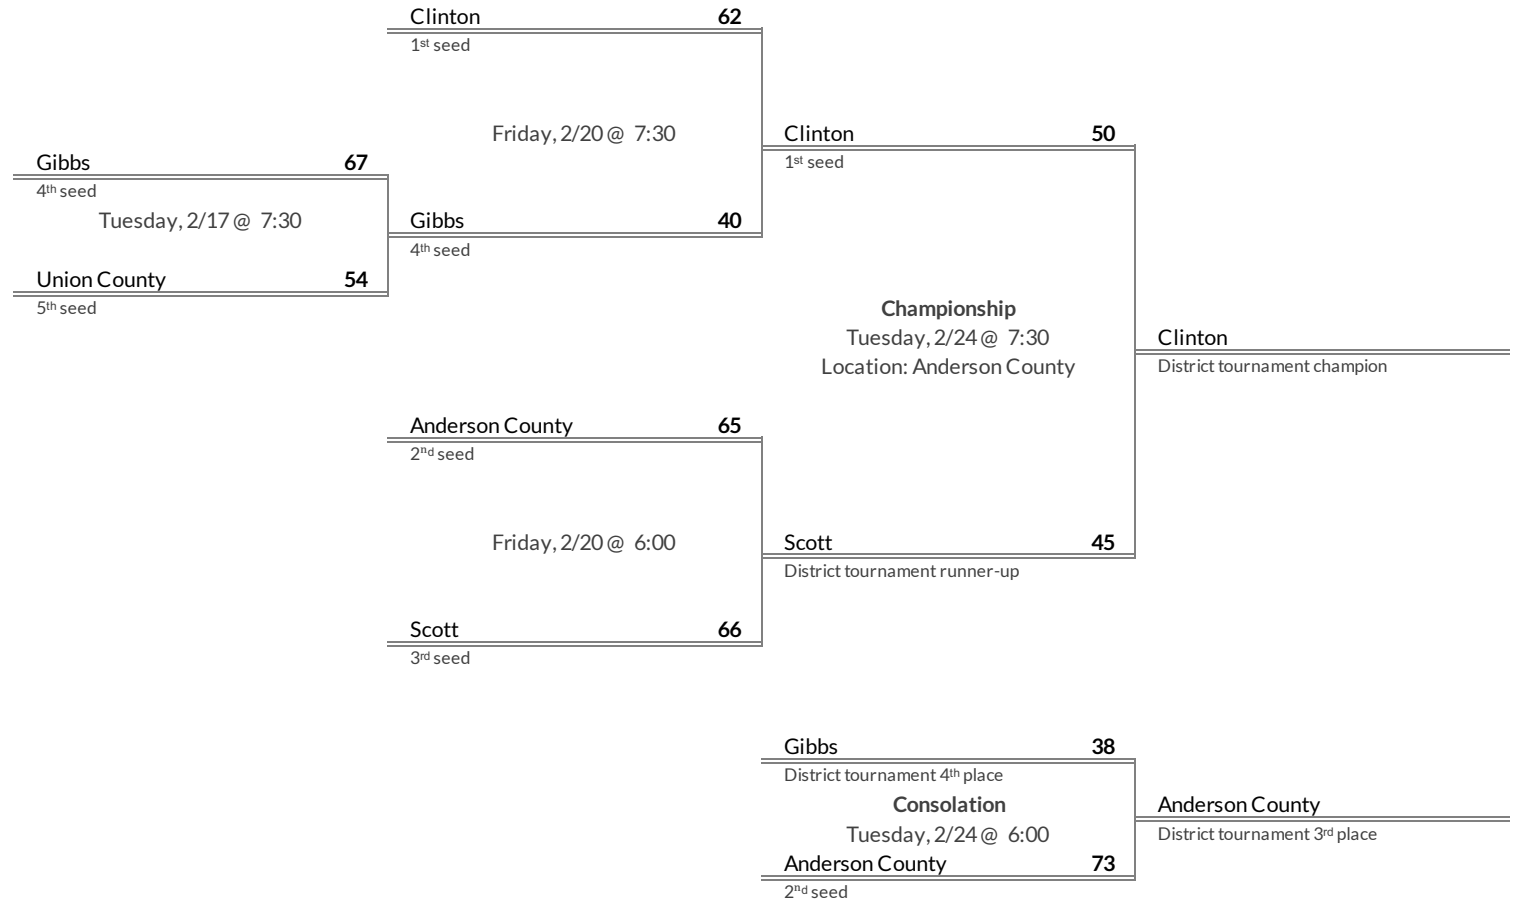 Clinton 62
1st seed
Friday, 2/20 @ 7:30
Clinton 50
1st seed
Gibbs 67
4th seed
Tuesday, 2/17 @ 7:30
Gibbs 40
4th seed
Union County 54
5th seed
Championship
Tuesday, 2/24 @ 7:30
Location: Anderson County
Clinton
District tournament champion
Anderson County 65
2nd seed
Friday, 2/20 @ 6:00
Scott 45
District tournament runner-up
Scott 66
3rd seed
Gibbs 38
District tournament 4th place
Consolation
Tuesday, 2/24 @ 6:00
Anderson County
District tournament 3rd place
Anderson County 73
2nd seed